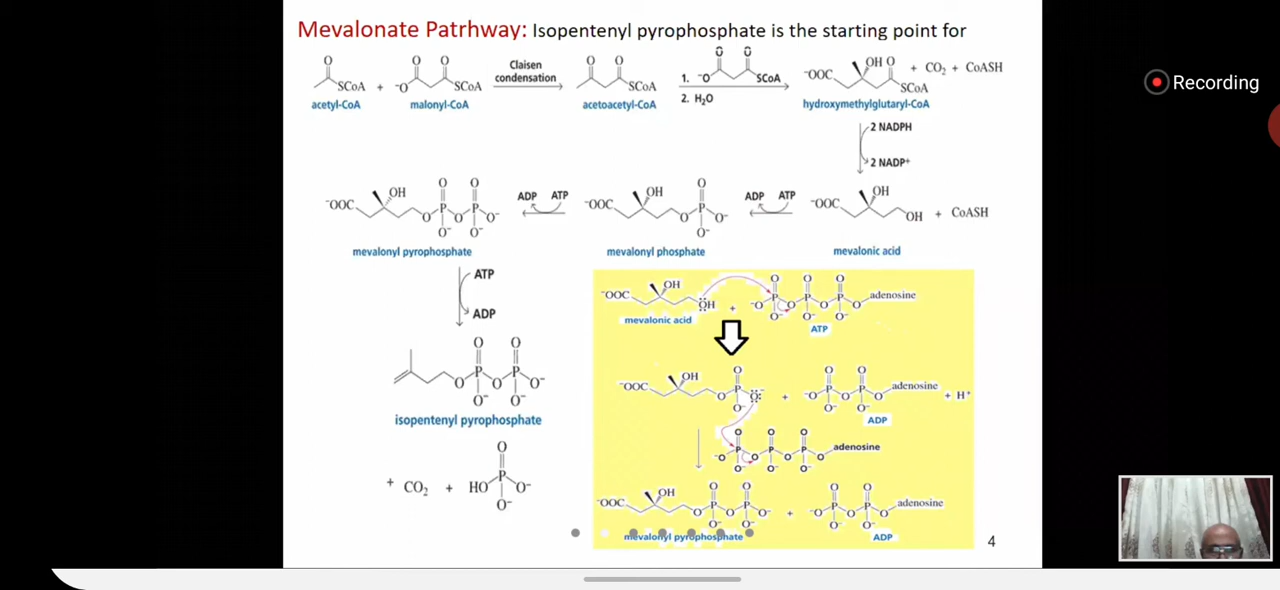 Mevalonate Patrhway: Isopentenyl pyrophosphate is the starting point for
O O O O O O O
SCoA + ⁻O SCoA Claisen condensation SCoA 1. ⁻O SCoA 2. H₂O ⁻OOC OH O SCoA + CO₂ + CoASH
acetyl-CoA malonyl-CoA acetoacetyl-CoA hydroxymethylglutaryl-CoA
2 NADPH
2 NADP⁺
⁻OOC OH O P O O⁻ O P O O⁻ O⁻ ADP ATP ⁻OOC OH O P O O⁻ O⁻ ADP ATP ⁻OOC OH OH + CoASH
mevalonyl pyrophosphate mevalonyl phosphate mevalonic acid
ATP
ADP
O P O O⁻ O P O O⁻ O⁻
isopentenyl pyrophosphate
+ CO₂ + HO P O O⁻ O⁻
⁻OOC OH ÖH + ⁻O P O O⁻ O P O O⁻ O P O O⁻ O adenosine
mevalonic acid ATP
⁻OOC OH O P O O⁻ O⁻ + ⁻O P O O⁻ O P O O⁻ O adenosine + H⁺
ADP
⁻O P O O⁻ O P O O⁻ O P O O⁻ O adenosine
⁻OOC OH O P O O⁻ O P O O⁻ O⁻ + ⁻O P O O⁻ O P O O⁻ O adenosine
mevalonyl pyrophosphate ADP
4
Recording